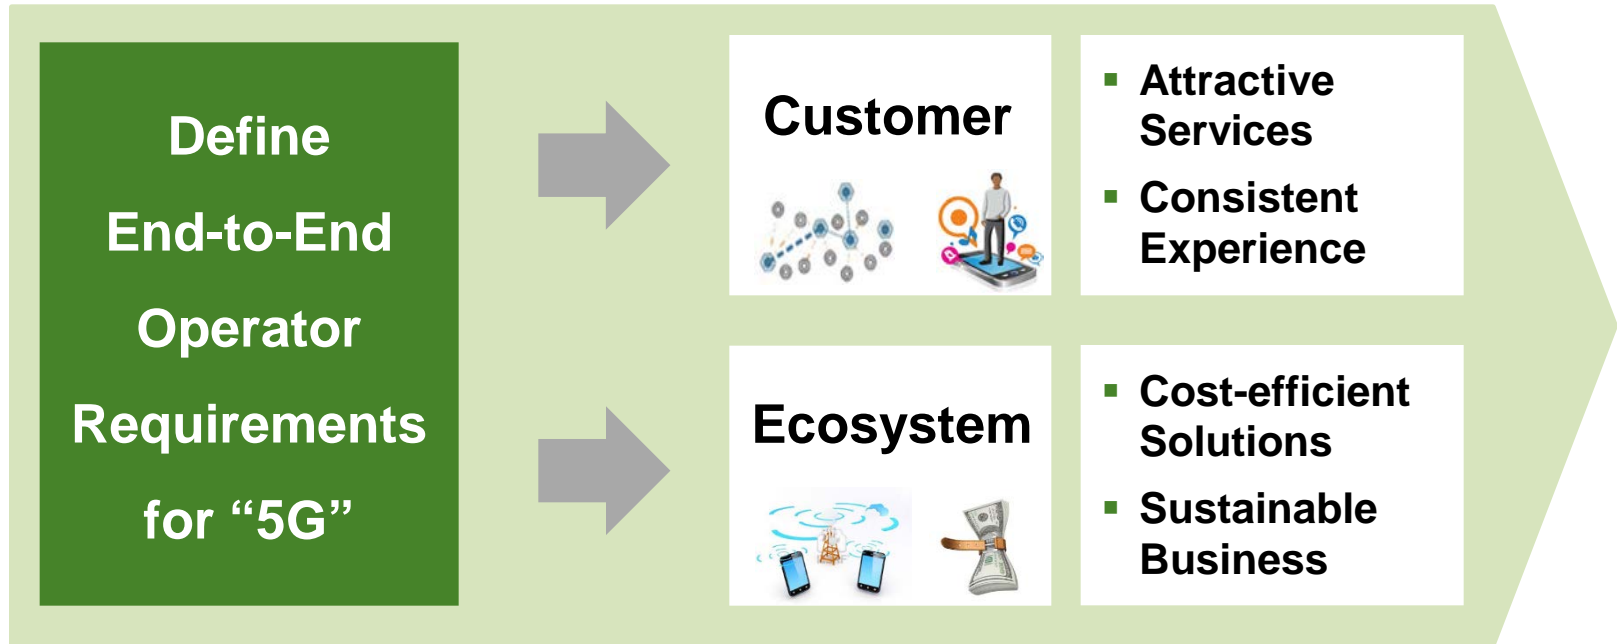 Define
End-to-End
Operator
Requirements
for “5G”
Customer
▪ Attractive
Services
▪ Consistent
Experience
Ecosystem
▪ Cost-efficient
Solutions
▪ Sustainable
Business